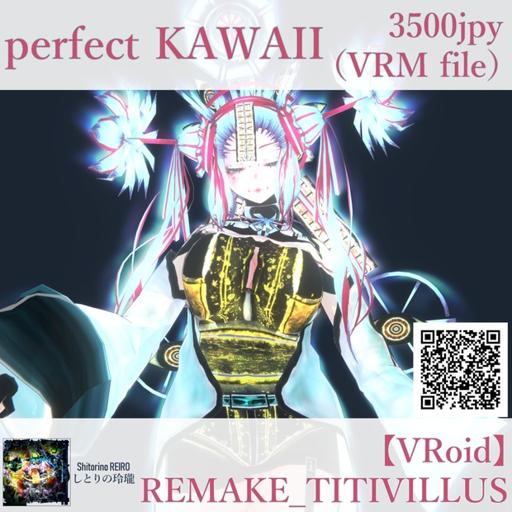 perfect KAWAII
3500jpy
（VRM file）
Shitorino REIRO
しとりの玲瓏
【VRoid】
REMAKE_TITIVILLUS